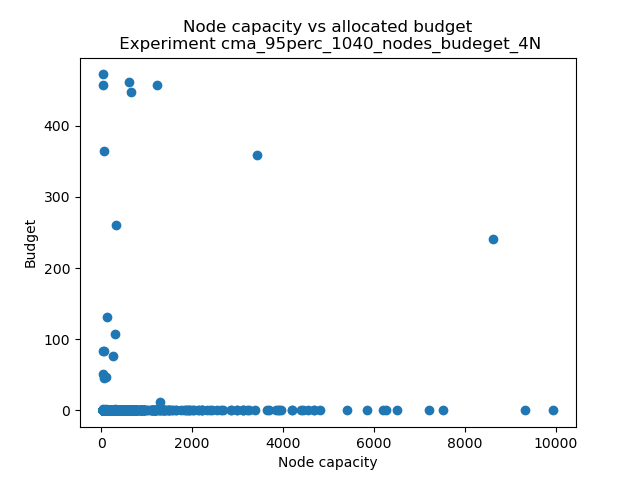 Node capacity vs allocated budget
Experiment cma_95perc_1040_nodes_budeget_4N
400
300
200
100
0
Budget
0 2000 4000 6000 8000 10000
Node capacity